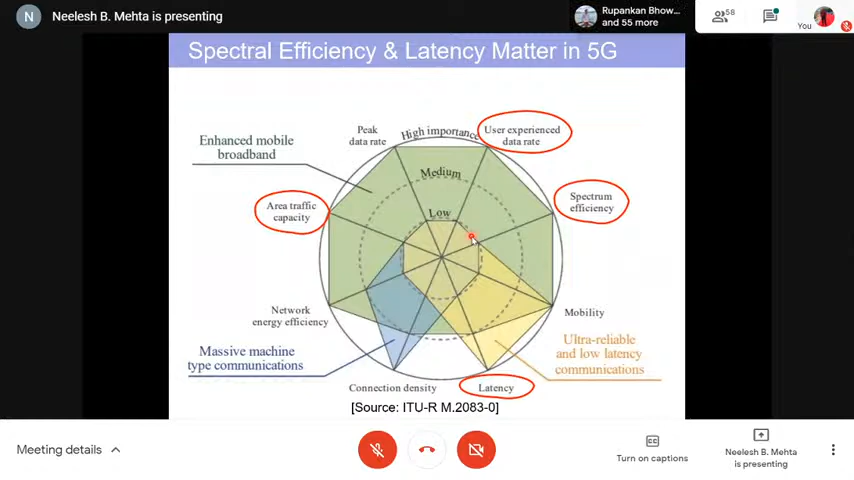 N
Neelesh B. Mehta is presenting
Rupankan Bhow...
and 55 more
58
You
Spectral Efficiency & Latency Matter in 5G
Enhanced mobile
broadband
Peak
data rate
High importance
User experienced
data rate
Medium
Low
Area traffic
capacity
Spectrum
efficiency
Network
energy efficiency
Mobility
Massive machine
type communications
Ultra-reliable
and low latency
communications
Connection density
Latency
[Source: ITU-R M.2083-0]
Meeting details
CC
Turn on captions
Neelesh B. Mehta
is presenting